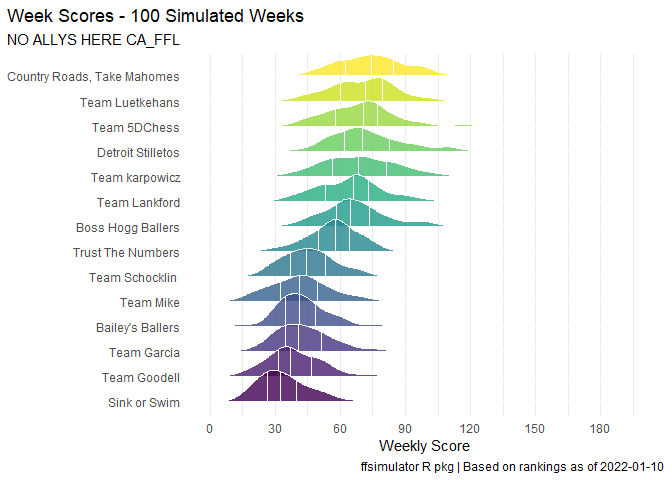 Week Scores - 100 Simulated Weeks
NO ALLYS HERE CA_FFL
Country Roads, Take Mahomes
Team Luetkehans
Team 5DChess
Detroit Stilletos
Team karpowicz
Team Lankford
Boss Hogg Ballers
Trust The Numbers
Team Schocklin
Team Mike
Bailey's Ballers
Team Garcia
Team Goodell
Sink or Swim
0 30 60 90 120 150 180
Weekly Score
ffsimulator R pkg | Based on rankings as of 2022-01-10